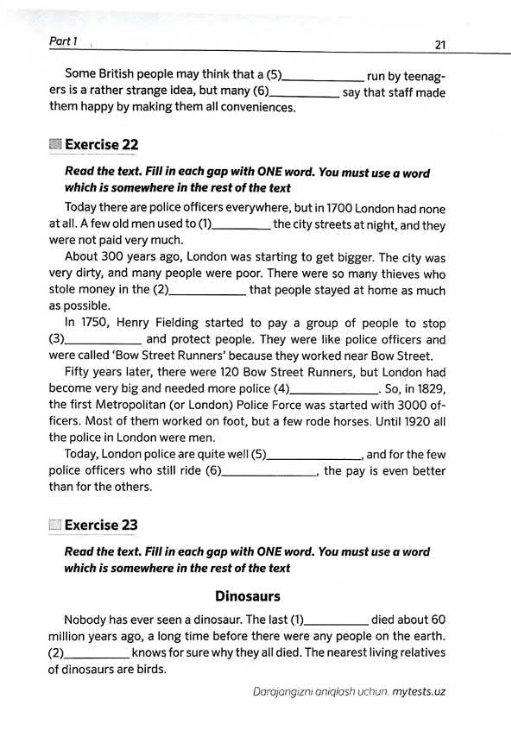 Part 1
21
Some British people may think that a (5)_____________ run by teenag-
ers is a rather strange idea, but many (6)___________ say that staff made
them happy by making them all conveniences.
Exercise 22
Read the text. Fill in each gap with ONE word. You must use a word
which is somewhere in the rest of the text
Today there are police officers everywhere, but in 1700 London had none
at all. A few old men used to (1)_________ the city streets at night, and they
were not paid very much.
About 300 years ago, London was starting to get bigger. The city was
very dirty, and many people were poor. There were so many thieves who
stole money in the (2)____________ that people stayed at home as much
as possible.
In 1750, Henry Fielding started to pay a group of people to stop
(3)____________ and protect people. They were like police officers and
were called ‘Bow Street Runners’ because they worked near Bow Street.
Fifty years later, there were 120 Bow Street Runners, but London had
become very big and needed more police (4)______________. So, in 1829,
the first Metropolitan (or London) Police Force was started with 3000 of-
ficers. Most of them worked on foot, but a few rode horses. Until 1920 all
the police in London were men.
Today, London police are quite well (5)_______________, and for the few
police officers who still ride (6)_______________, the pay is even better
than for the others.
Exercise 23
Read the text. Fill in each gap with ONE word. You must use a word
which is somewhere in the rest of the text
Dinosaurs
Nobody has ever seen a dinosaur. The last (1)__________ died about 60
million years ago, a long time before there were any people on the earth.
(2)__________ knows for sure why they all died. The nearest living relatives
of dinosaurs are birds.
Darajangizni aniqlash uchun: mytests.uz